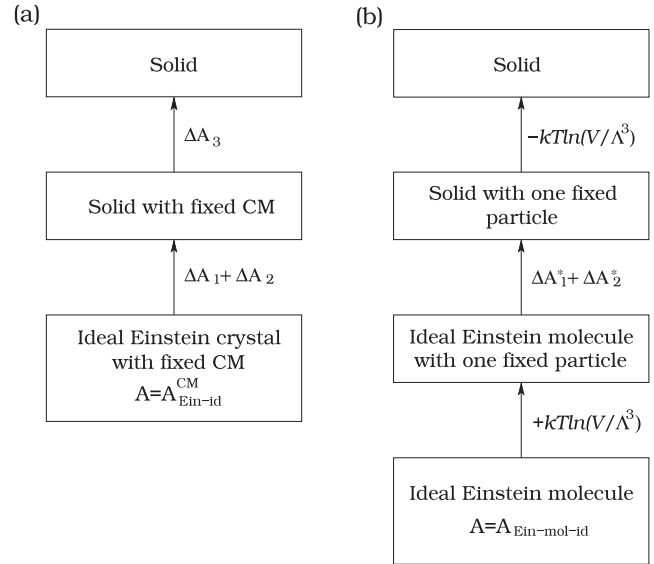 (a)
Solid
ΔA₃
Solid with fixed CM
ΔA₁+ ΔA₂
Ideal Einstein crystal
with fixed CM
A=A^CM_Ein−id
(b)
Solid
−kTln(V/Λ³)
Solid with one fixed
particle
ΔA*₁+ ΔA*₂
Ideal Einstein molecule
with one fixed particle
+kTln(V/Λ³)
Ideal Einstein molecule
A=A_Ein−mol−id